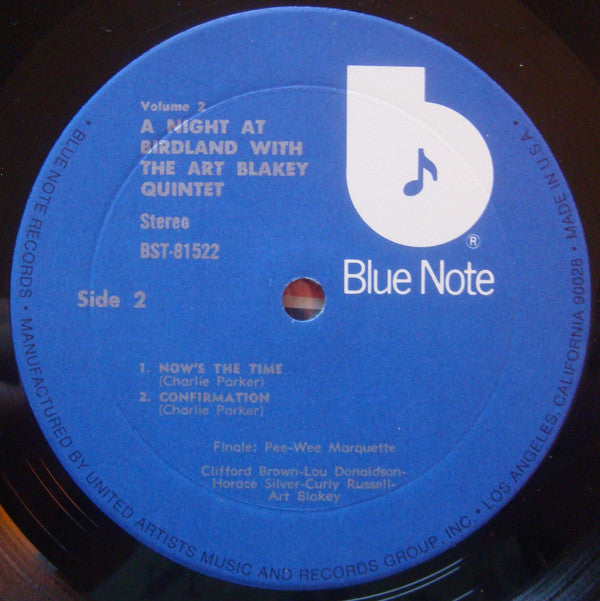 Volume 2
A NIGHT AT
BIRDLAND WITH
THE ART BLAKEY
QUINTET
Stereo
BST-81522
Side 2
®
Blue Note
1. NOW'S THE TIME
(Charlie Parker)
2. CONFIRMATION
(Charlie Parker)
Finale: Pee-Wee Marquette
Clifford Brown-Lou Donaldson-
Horace Silver-Curly Russell-
Art Blakey
• BLUE NOTE RECORDS • MANUFACTURED BY UNITED ARTISTS MUSIC AND RECORDS GROUP, INC. • LOS ANGELES, CALIFORNIA 90028 • MADE IN U.S.A. •